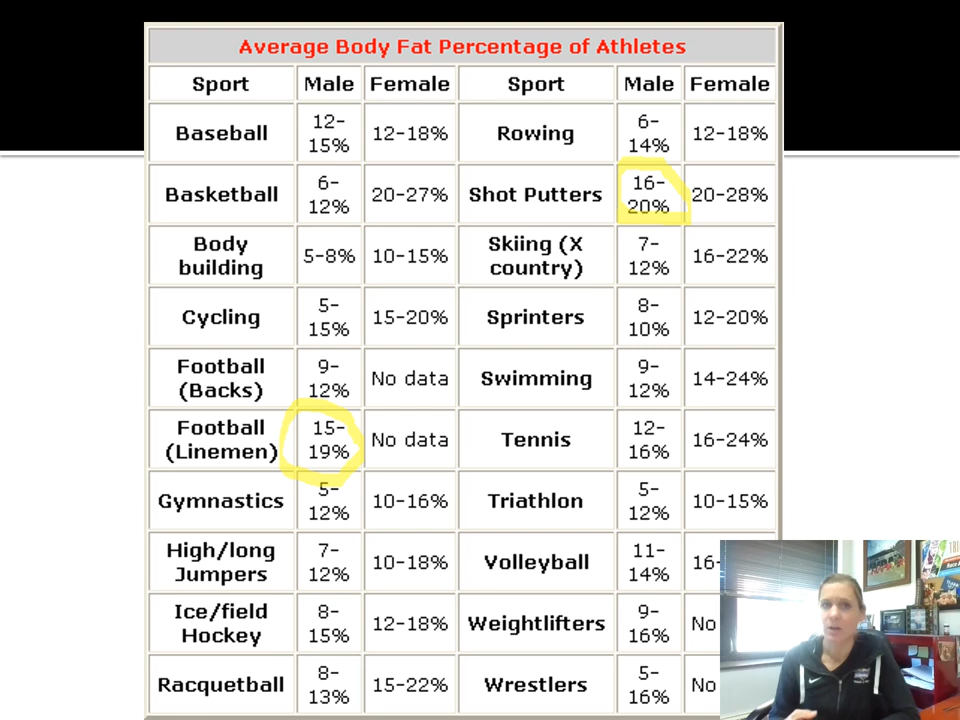 Average Body Fat Percentage of Athletes
Sport Male Female Sport Male Female
Baseball 12-15% 12-18% Rowing 6-14% 12-18%
Basketball 6-12% 20-27% Shot Putters 16-20% 20-28%
Body building 5-8% 10-15% Skiing (X country) 7-12% 16-22%
Cycling 5-15% 15-20% Sprinters 8-10% 12-20%
Football (Backs) 9-12% No data Swimming 9-12% 14-24%
Football (Linemen) 15-19% No data Tennis 12-16% 16-24%
Gymnastics 5-12% 10-16% Triathlon 5-12% 10-15%
High/long Jumpers 7-12% 10-18% Volleyball 11-14% 16-
Ice/field Hockey 8-15% 12-18% Weightlifters 9-16% No
Racquetball 8-13% 15-22% Wrestlers 5-16% No